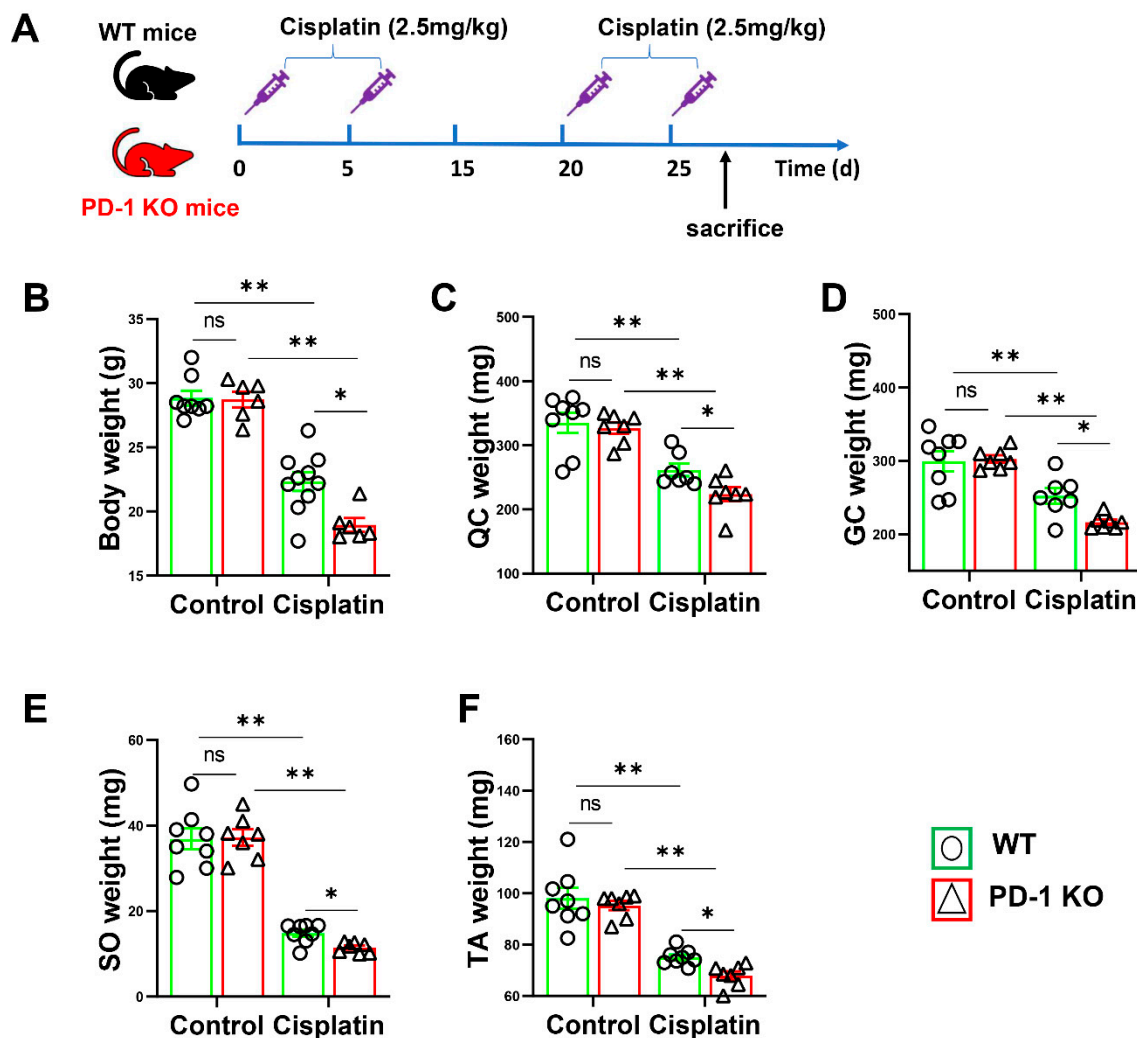 A
WT mice
Cisplatin (2.5mg/kg)
Cisplatin (2.5mg/kg)
0
5
15
20
25
Time (d)
PD-1 KO mice
sacrifice
B
**
ns
**
*
35
30
25
20
15
Body weight (g)
Control
Cisplatin
C
**
ns
**
*
500
400
300
200
100
QC weight (mg)
Control
Cisplatin
D
**
ns
**
*
500
400
300
200
GC weight (mg)
Control
Cisplatin
E
**
ns
**
*
60
40
20
0
SO weight (mg)
Control
Cisplatin
F
**
ns
**
*
160
140
120
100
80
60
TA weight (mg)
Control
Cisplatin
WT
PD-1 KO